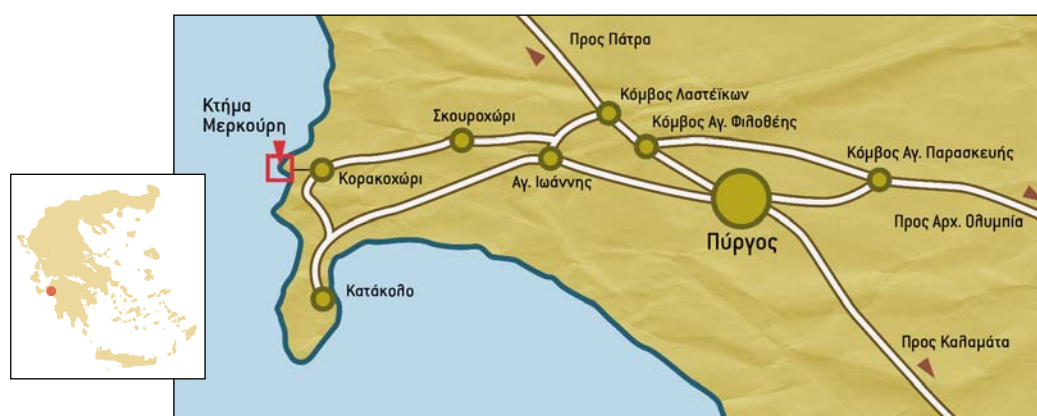 Προς Πάτρα
Κόμβος Λαστέϊκων
Κτήμα
Μερκούρη
Σκουροχώρι
Κόμβος Αγ. Φιλοθέης
Κόμβος Αγ. Παρασκευής
Κορακοχώρι
Αγ. Ιωάννης
Προς Αρχ. Ολυμπία
Πύργος
Κατάκολο
Προς Καλαμάτα